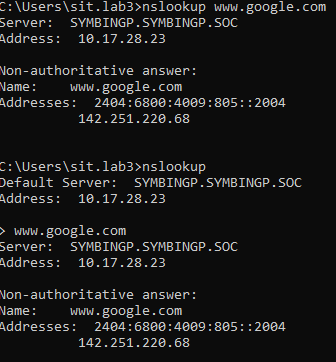 C:\Users\sit.lab3>nslookup www.google.com
Server:  SYMBINGP.SYMBINGP.SOC
Address:  10.17.28.23

Non-authoritative answer:
Name:    www.google.com
Addresses:  2404:6800:4009:805::2004
          142.251.220.68

C:\Users\sit.lab3>nslookup
Default Server:  SYMBINGP.SYMBINGP.SOC
Address:  10.17.28.23

> www.google.com
Server:  SYMBINGP.SYMBINGP.SOC
Address:  10.17.28.23

Non-authoritative answer:
Name:    www.google.com
Addresses:  2404:6800:4009:805::2004
          142.251.220.68